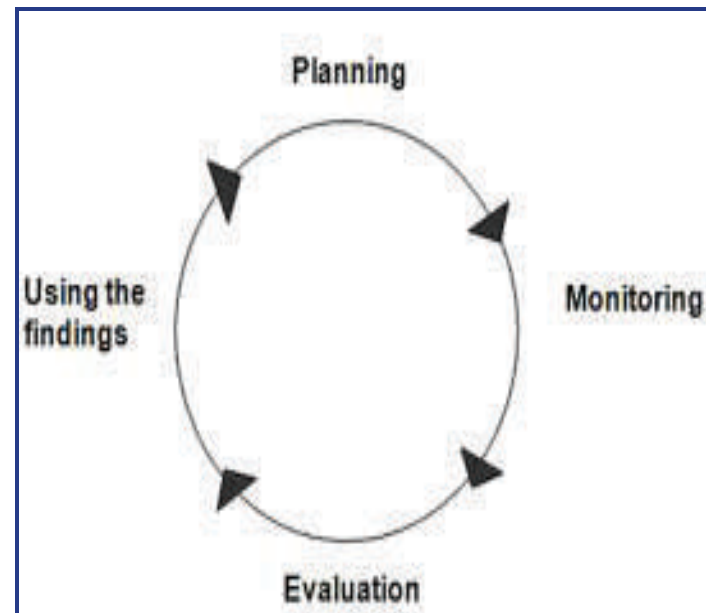 Planning
Monitoring
Evaluation
Using the
findings